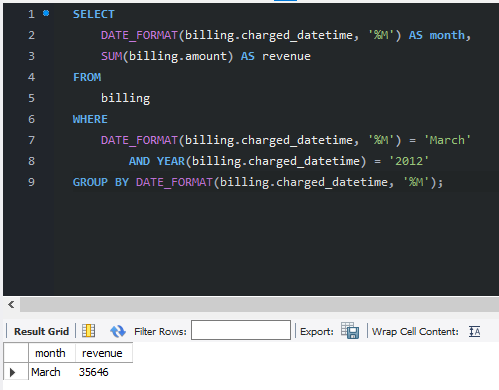 1 SELECT
2 DATE_FORMAT(billing.charged_datetime, '%M') AS month,
3 SUM(billing.amount) AS revenue
4 FROM
5 billing
6 WHERE
7 DATE_FORMAT(billing.charged_datetime, '%M') = 'March'
8 AND YEAR(billing.charged_datetime) = '2012'
9 GROUP BY DATE_FORMAT(billing.charged_datetime, '%M');
Result Grid Filter Rows: Export: Wrap Cell Content: IA
month revenue
March 35646